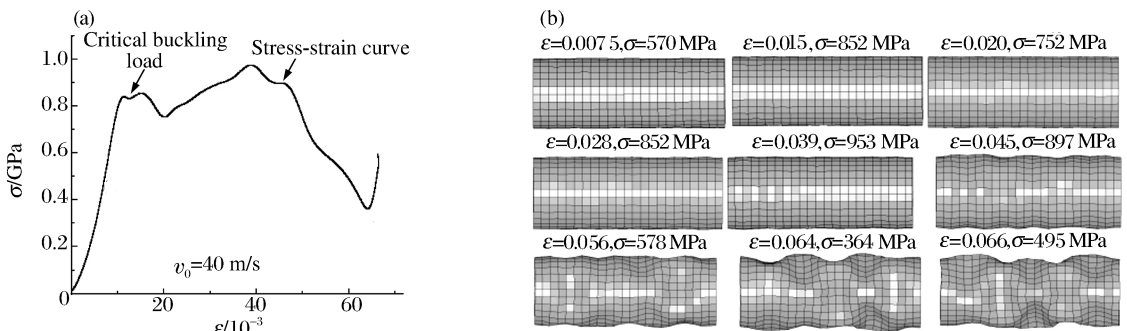 (a)
Critical buckling
load
Stress-strain curve
1.0
0.8
0.6
0.4
0.2
0
σ/GPa
v₀=40 m/s
0 20 40 60
ε/10⁻³
(b)
ε=0.007 5,σ=570 MPa
ε=0.015,σ=852 MPa
ε=0.020,σ=752 MPa
ε=0.028,σ=852 MPa
ε=0.039,σ=953 MPa
ε=0.045,σ=897 MPa
ε=0.056,σ=578 MPa
ε=0.064,σ=364 MPa
ε=0.066,σ=495 MPa